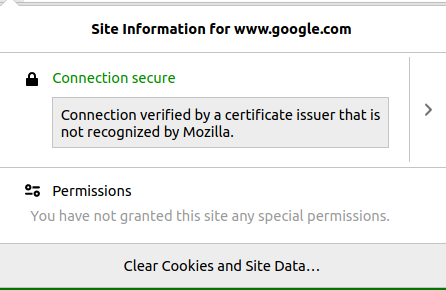 Site Information for www.google.com
Connection secure
Connection verified by a certificate issuer that is
not recognized by Mozilla.
Permissions
You have not granted this site any special permissions.
Clear Cookies and Site Data…